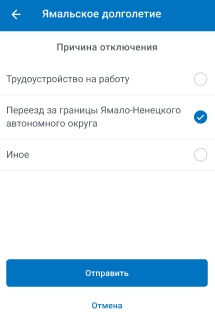 Ямальское долголетие
Причина отключения
Трудоустройство на работу
Переезд за границы Ямало-Ненецкого
автономного округа
Иное
Отправить
Отмена